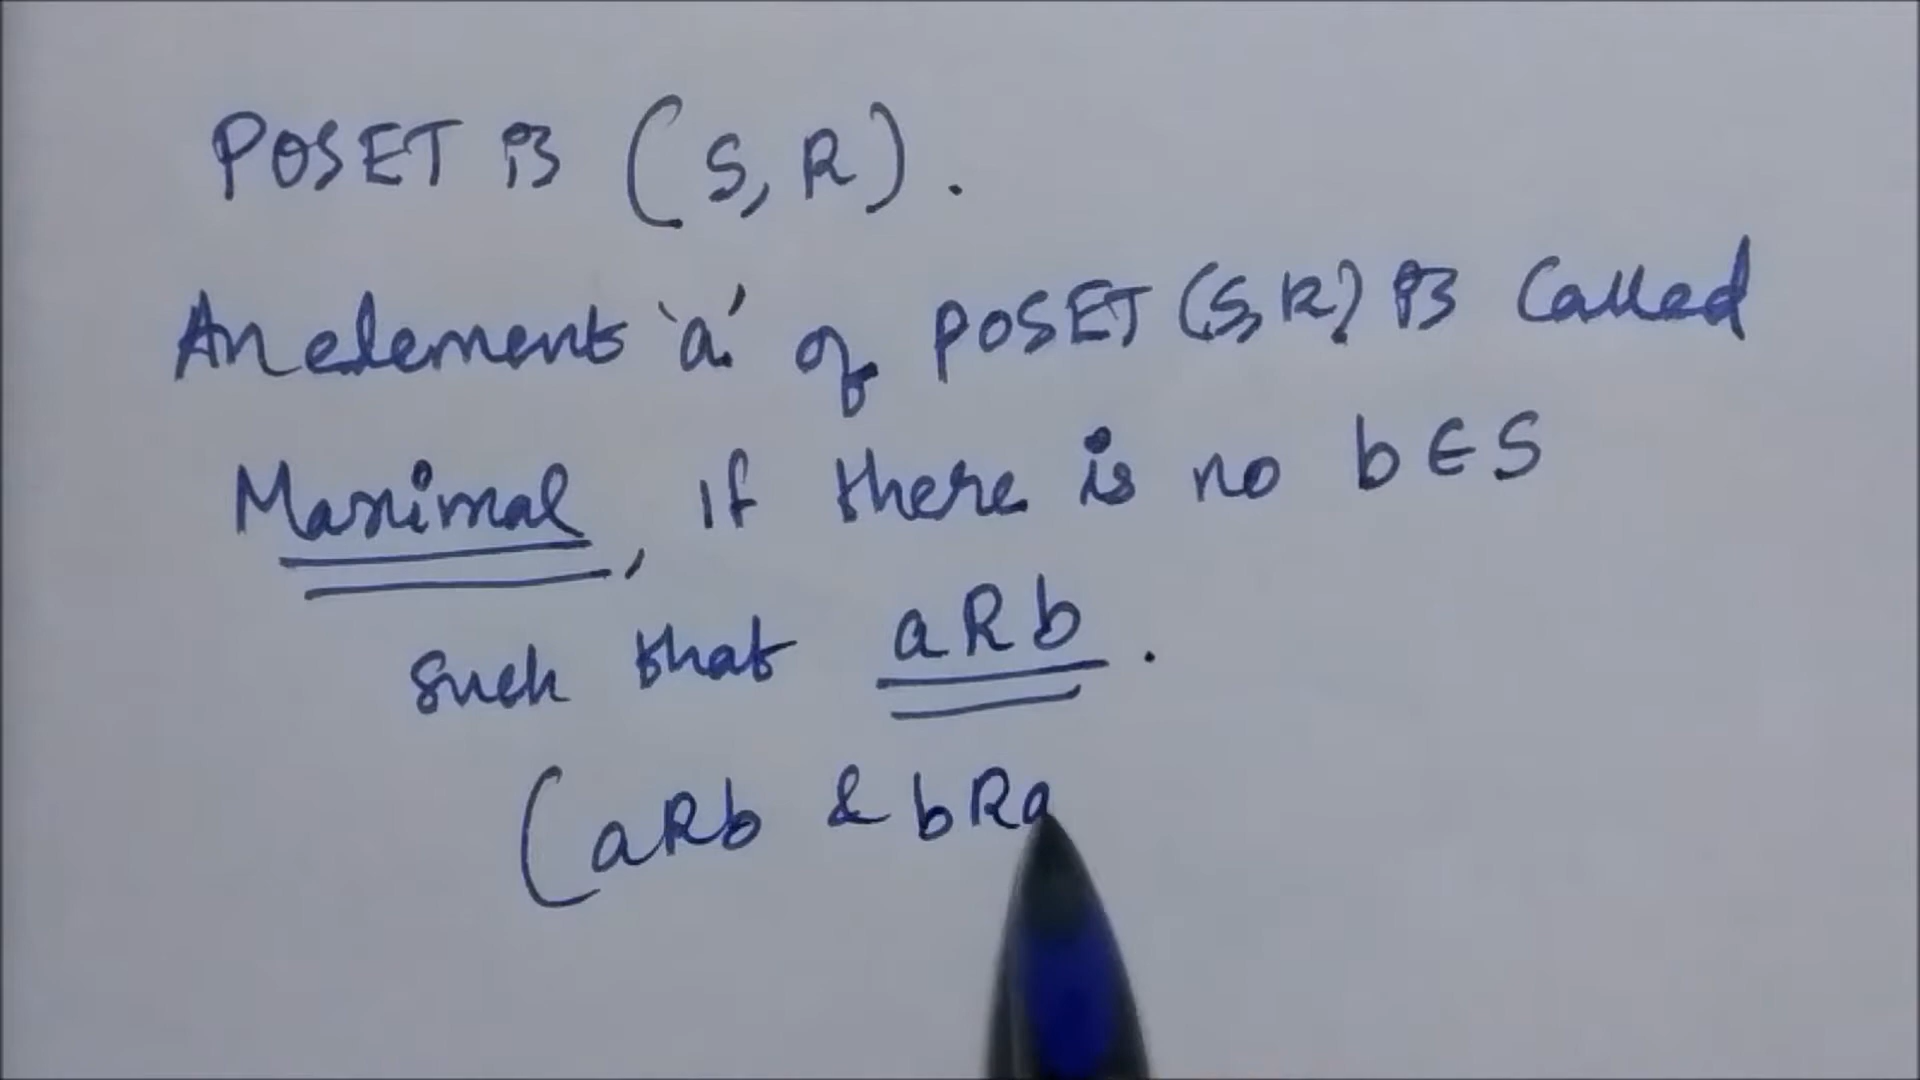 POSET is (S, R).
An element 'a' of POSET (S, R) is called
Maximal, if there is no b ∈ S
such that aRb.
(aRb & bRa